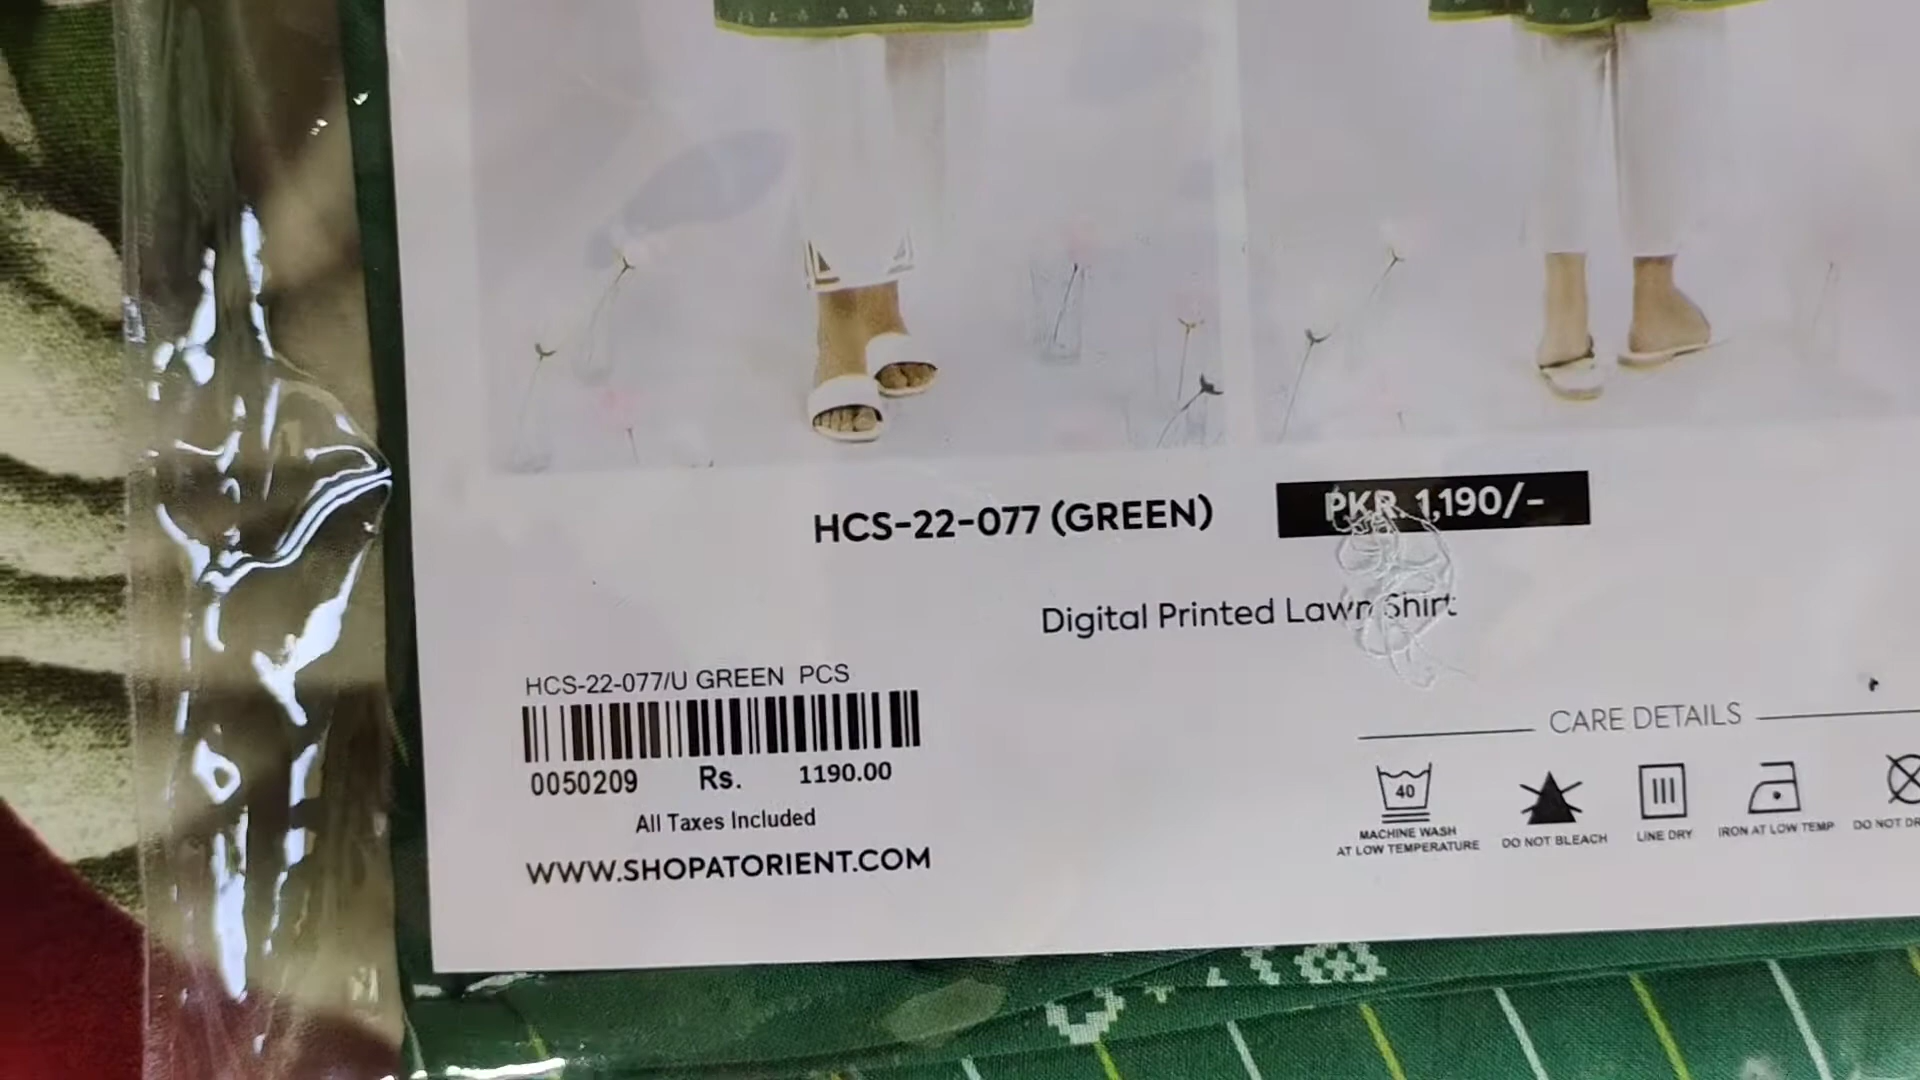 HCS-22-077 (GREEN)
PKR. 1,190/-
Digital Printed Lawn Shirt
HCS-22-077/U GREEN PCS
0050209 Rs. 1190.00
All Taxes Included
WWW.SHOPATORIENT.COM
CARE DETAILS
40
MACHINE WASH
AT LOW TEMPERATURE
DO NOT BLEACH
LINE DRY
IRON AT LOW TEMP
DO NOT